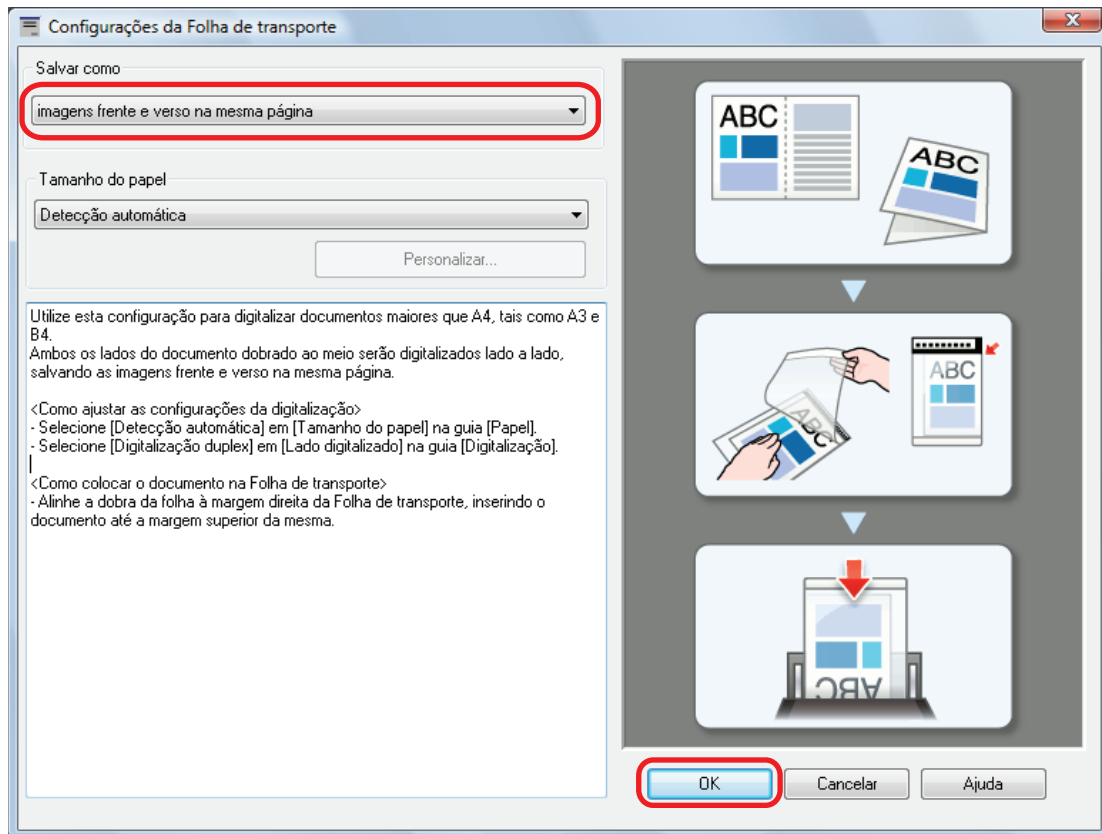 Configurações da Folha de transporte
Salvar como
imagens frente e verso na mesma página
Tamanho do papel
Detecção automática
Personalizar...
Utilize esta configuração para digitalizar documentos maiores que A4, tais como A3 e
B4.
Ambos os lados do documento dobrado ao meio serão digitalizados lado a lado,
salvando as imagens frente e verso na mesma página.
<Como ajustar as configurações da digitalização>
- Selecione [Detecção automática] em [Tamanho do papel] na guia [Papel].
- Selecione [Digitalização duplex] em [Lado digitalizado] na guia [Digitalização].
<Como colocar o documento na Folha de transporte>
- Alinhe a dobra da folha à margem direita da Folha de transporte, inserindo o
documento até a margem superior da mesma.
ABC
ABC
ABC
ABC
ABC
OK
Cancelar
Ajuda